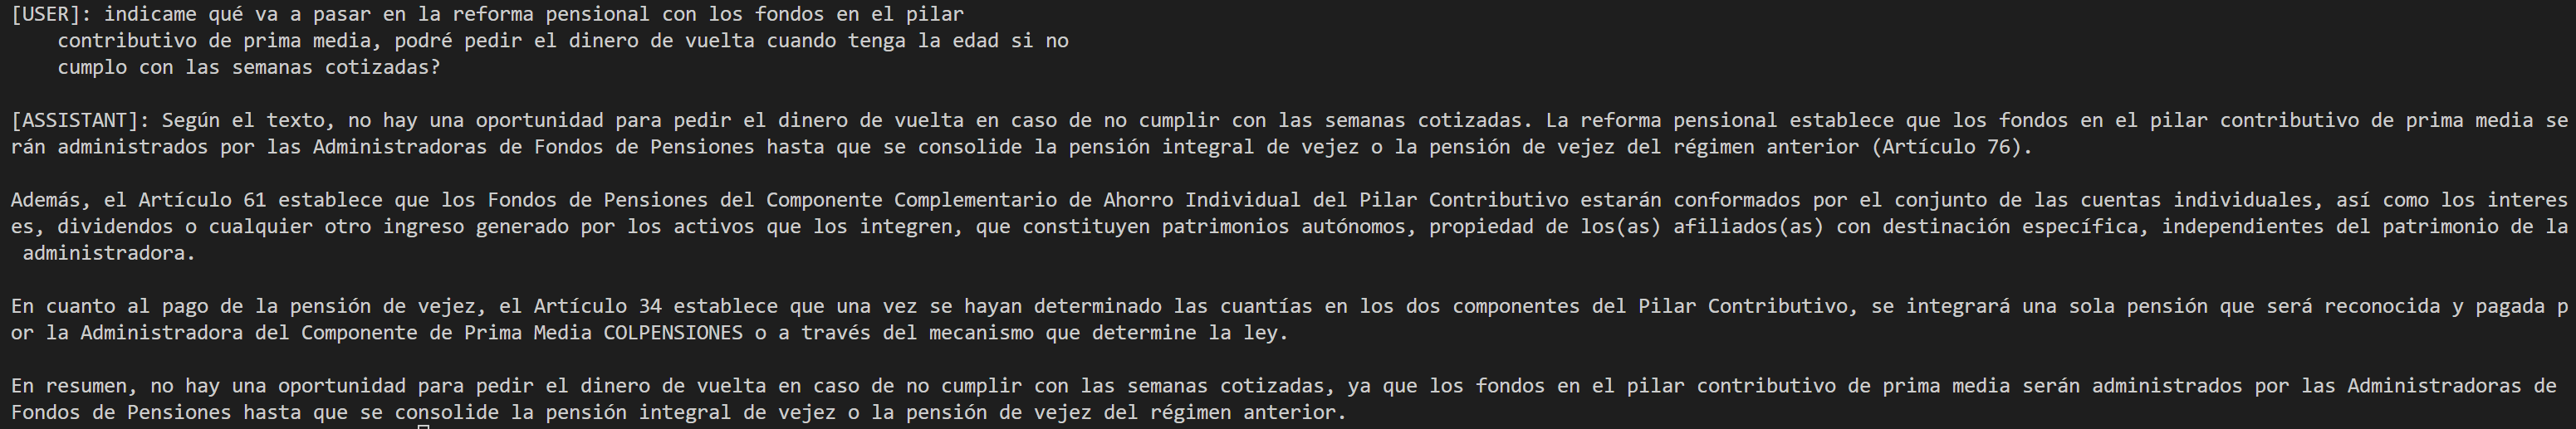 [USER]: indicame qué va a pasar en la reforma pensional con los fondos en el pilar
contributivo de prima media, podré pedir el dinero de vuelta cuando tenga la edad si no
cumplo con las semanas cotizadas?
[ASSISTANT]: Según el texto, no hay una oportunidad para pedir el dinero de vuelta en caso de no cumplir con las semanas cotizadas. La reforma pensional establece que los fondos en el pilar contributivo de prima media se
rán administrados por las Administradoras de Fondos de Pensiones hasta que se consolide la pensión integral de vejez o la pensión de vejez del régimen anterior (Artículo 76).
Además, el Artículo 61 establece que los Fondos de Pensiones del Componente Complementario de Ahorro Individual del Pilar Contributivo estarán conformados por el conjunto de las cuentas individuales, así como los interes
es, dividendos o cualquier otro ingreso generado por los activos que los integren, que constituyen patrimonios autónomos, propiedad de los(as) afiliados(as) con destinación específica, independientes del patrimonio de la
administradora.
En cuanto al pago de la pensión de vejez, el Artículo 34 establece que una vez se hayan determinado las cuantías en los dos componentes del Pilar Contributivo, se integrará una sola pensión que será reconocida y pagada p
or la Administradora del Componente de Prima Media COLPENSIONES o a través del mecanismo que determine la ley.
En resumen, no hay una oportunidad para pedir el dinero de vuelta en caso de no cumplir con las semanas cotizadas, ya que los fondos en el pilar contributivo de prima media serán administrados por las Administradoras de
Fondos de Pensiones hasta que se consolide la pensión integral de vejez o la pensión de vejez del régimen anterior.